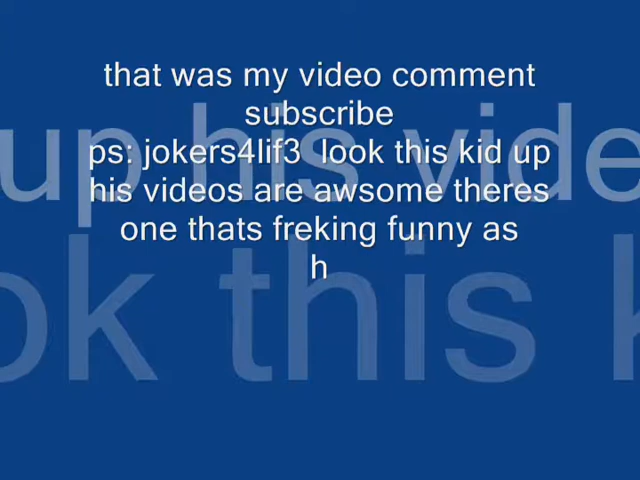 that was my video comment
subscribe
ps: jokers4lif3 look this kid up
his videos are awsome theres
one thats freking funny as
h
up his vide
ok this k